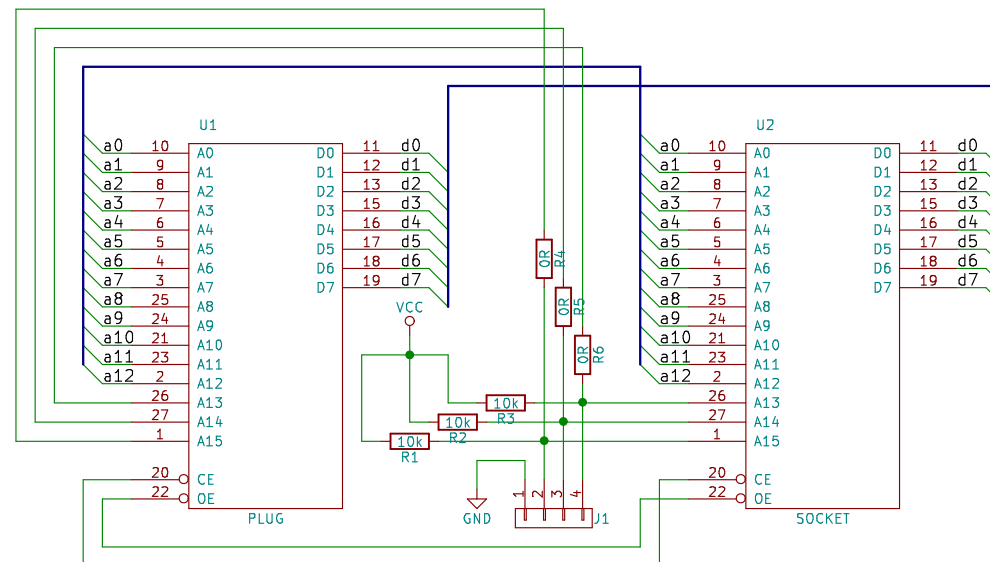 U1
a0 10 A0
a1 9 A1
a2 8 A2
a3 7 A3
a4 6 A4
a5 5 A5
a6 4 A6
a7 3 A7
a8 25 A8
a9 24 A9
a10 21 A10
a11 23 A11
a12 2 A12
26 A13
27 A14
1 A15
20 CE
22 OE
D0 11 d0
D1 12 d1
D2 13 d2
D3 15 d3
D4 16 d4
D5 17 d5
D6 18 d6
D7 19 d7
PLUG
VCC
0R R4
0R R5
0R R6
10k R3
10k R2
10k R1
GND
1 2 3 4
J1
U2
a0 10 A0
a1 9 A1
a2 8 A2
a3 7 A3
a4 6 A4
a5 5 A5
a6 4 A6
a7 3 A7
a8 25 A8
a9 24 A9
a10 21 A10
a11 23 A11
a12 2 A12
26 A13
27 A14
1 A15
20 CE
22 OE
D0 11 d0
D1 12 d1
D2 13 d2
D3 15 d3
D4 16 d4
D5 17 d5
D6 18 d6
D7 19 d7
SOCKET